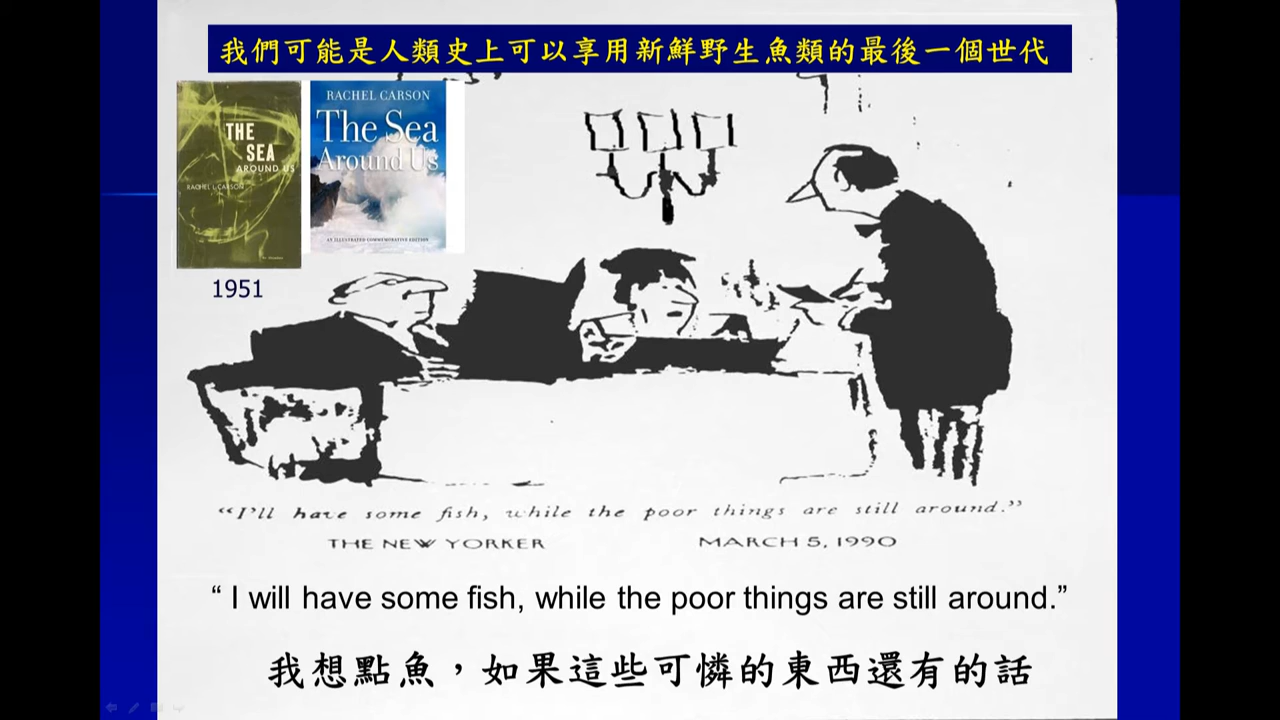 我們可能是人類史上可以享用新鮮野生魚類的最後一個世代
THE
SEA
AROUND US
RACHEL L. CARSON
RACHEL CARSON
The Sea
Around Us
AN ILLUSTRATED COMMEMORATIVE EDITION
1951
“I'll have some fish, while the poor things are still around.”
THE NEW YORKER MARCH 5, 1990
“ I will have some fish, while the poor things are still around.”
我想點魚，如果這些可憐的東西還有的話